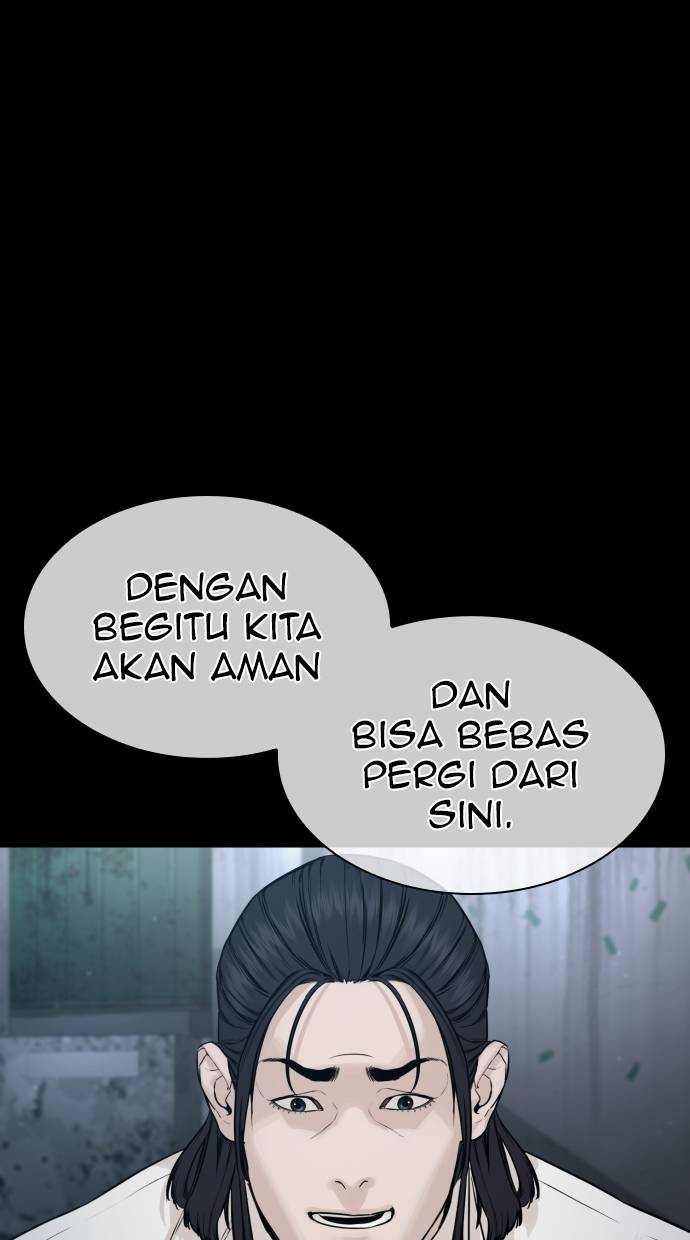 DENGAN
BEGITU KITA
AKAN AMAN
DAN
BISA BEBAS
PERGI DARI
SINI.